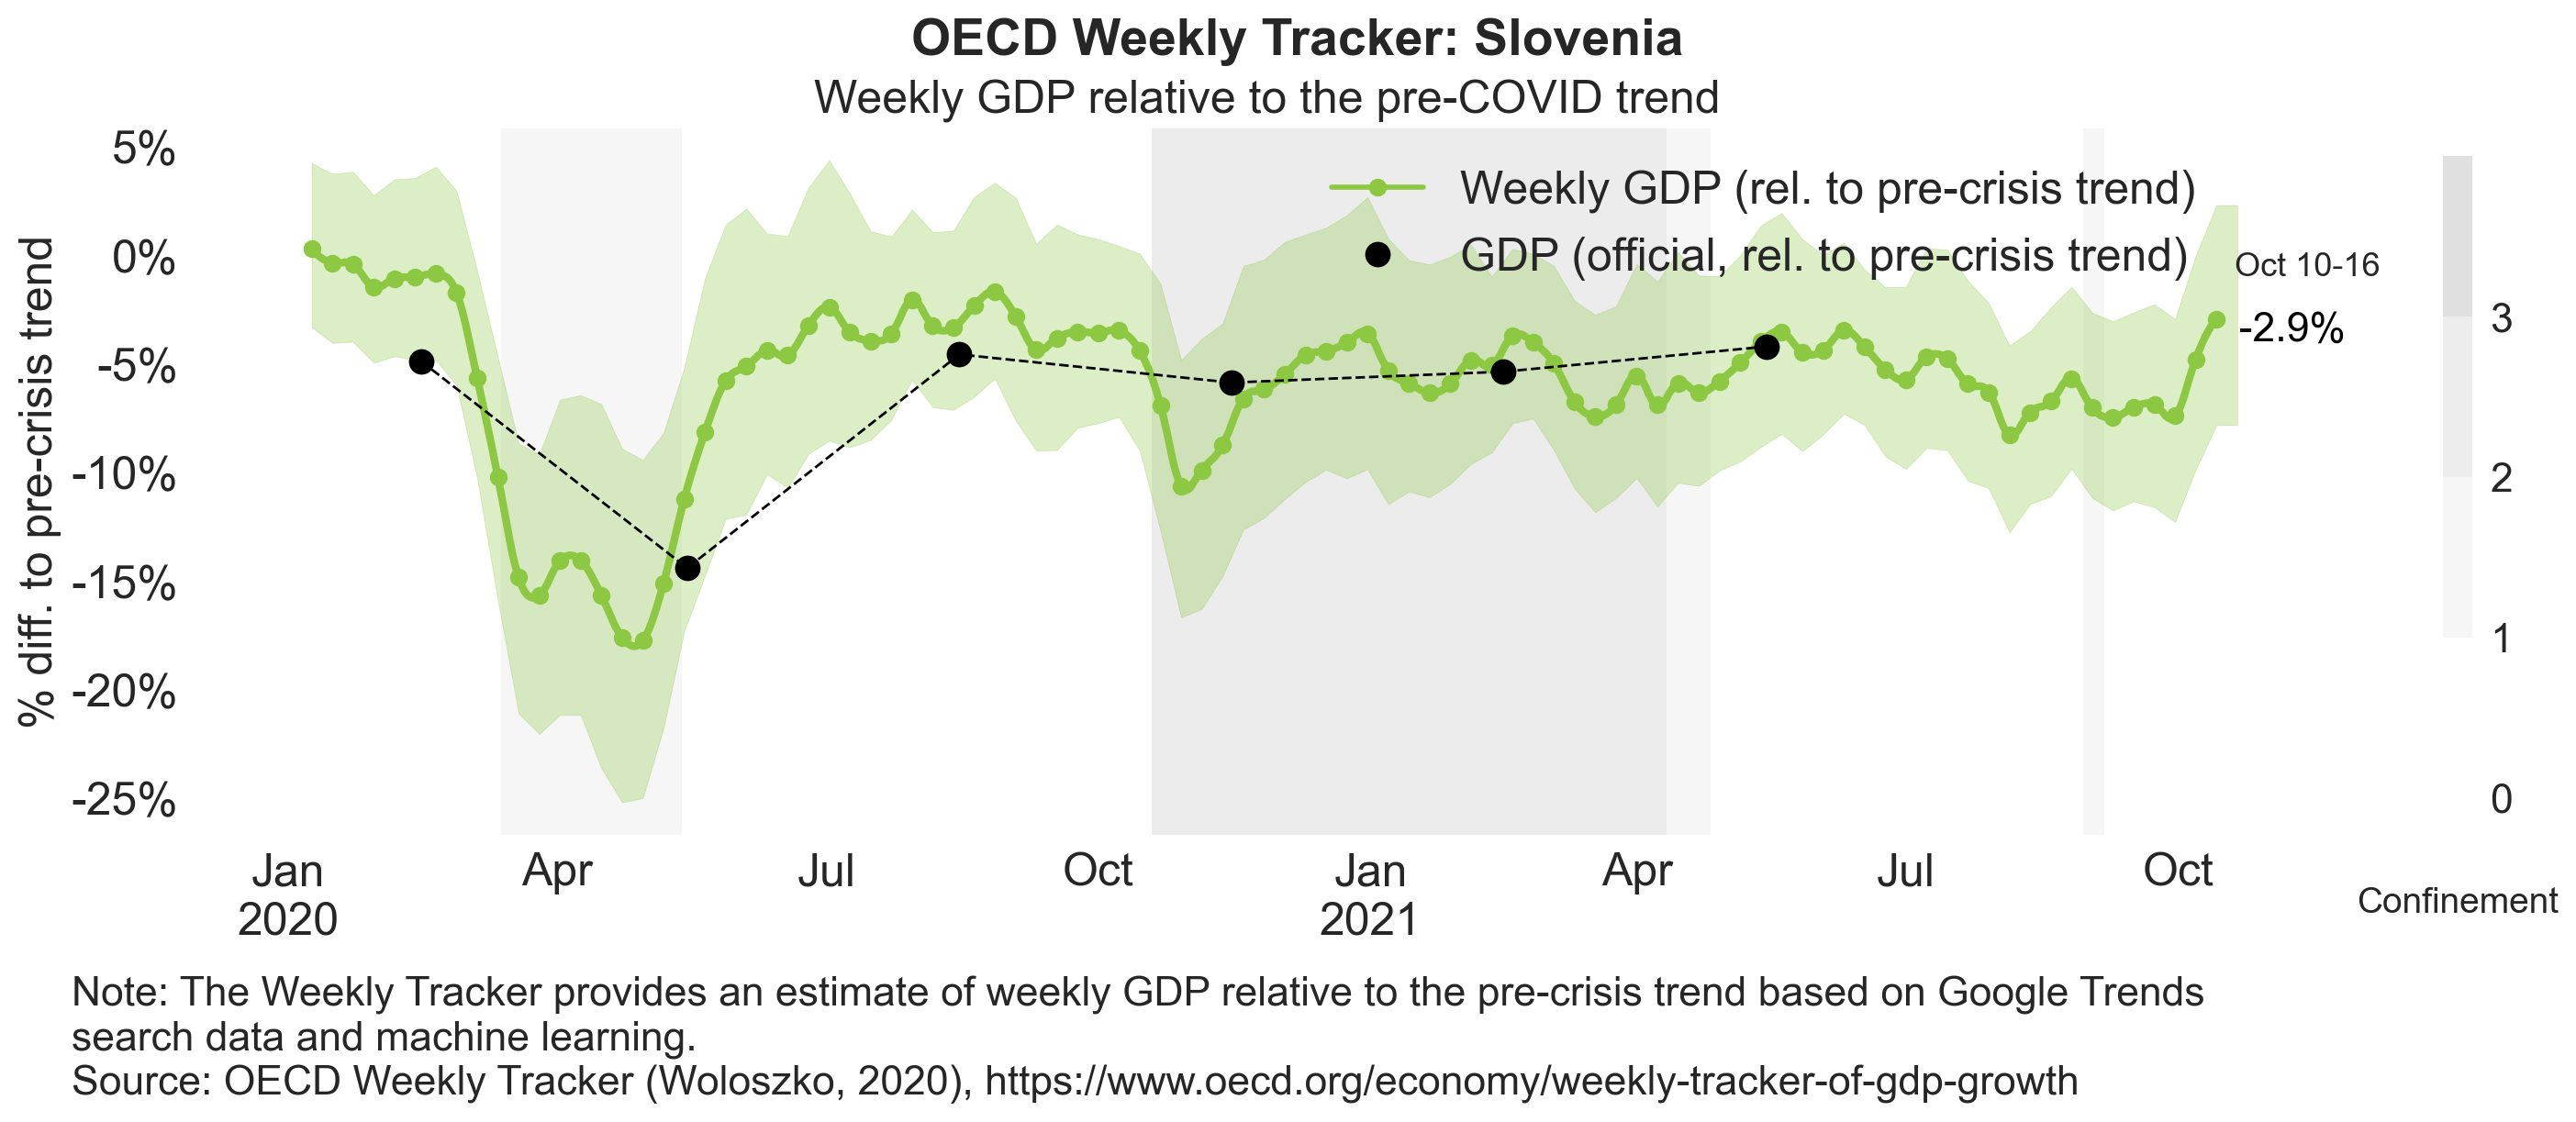 OECD Weekly Tracker: Slovenia
Weekly GDP relative to the pre-COVID trend
% diff. to pre-crisis trend
5%
0%
-5%
-10%
-15%
-20%
-25%
Weekly GDP (rel. to pre-crisis trend)
GDP (official, rel. to pre-crisis trend)
Oct 10-16
-2.9%
3
2
1
0
Confinement
Jan Apr Jul Oct Jan Apr Jul Oct
2020 2021
Note: The Weekly Tracker provides an estimate of weekly GDP relative to the pre-crisis trend based on Google Trends
search data and machine learning.
Source: OECD Weekly Tracker (Woloszko, 2020), https://www.oecd.org/economy/weekly-tracker-of-gdp-growth